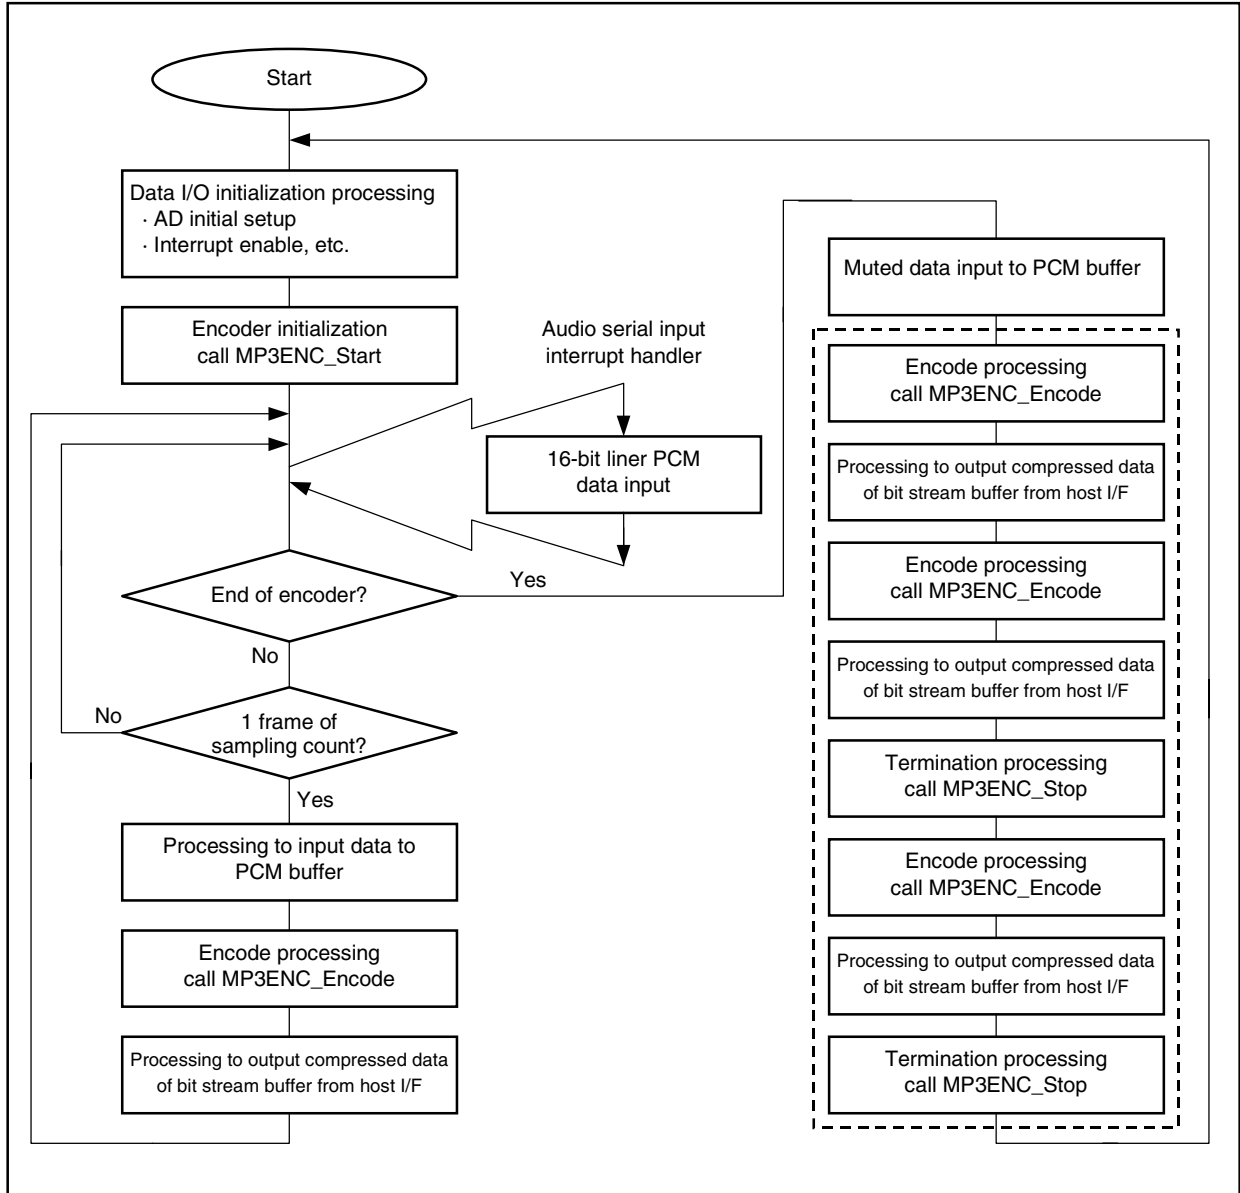 Start
Data I/O initialization processing
· AD initial setup
· Interrupt enable, etc.
Encoder initialization
call MP3ENC_Start
Audio serial input
interrupt handler
16-bit liner PCM
data input
End of encoder?
Yes
No
1 frame of
sampling count?
No
Yes
Processing to input data to
PCM buffer
Encode processing
call MP3ENC_Encode
Processing to output compressed data
of bit stream buffer from host I/F
Muted data input to PCM buffer
Encode processing
call MP3ENC_Encode
Processing to output compressed data
of bit stream buffer from host I/F
Encode processing
call MP3ENC_Encode
Processing to output compressed data
of bit stream buffer from host I/F
Termination processing
call MP3ENC_Stop
Encode processing
call MP3ENC_Encode
Processing to output compressed data
of bit stream buffer from host I/F
Termination processing
call MP3ENC_Stop